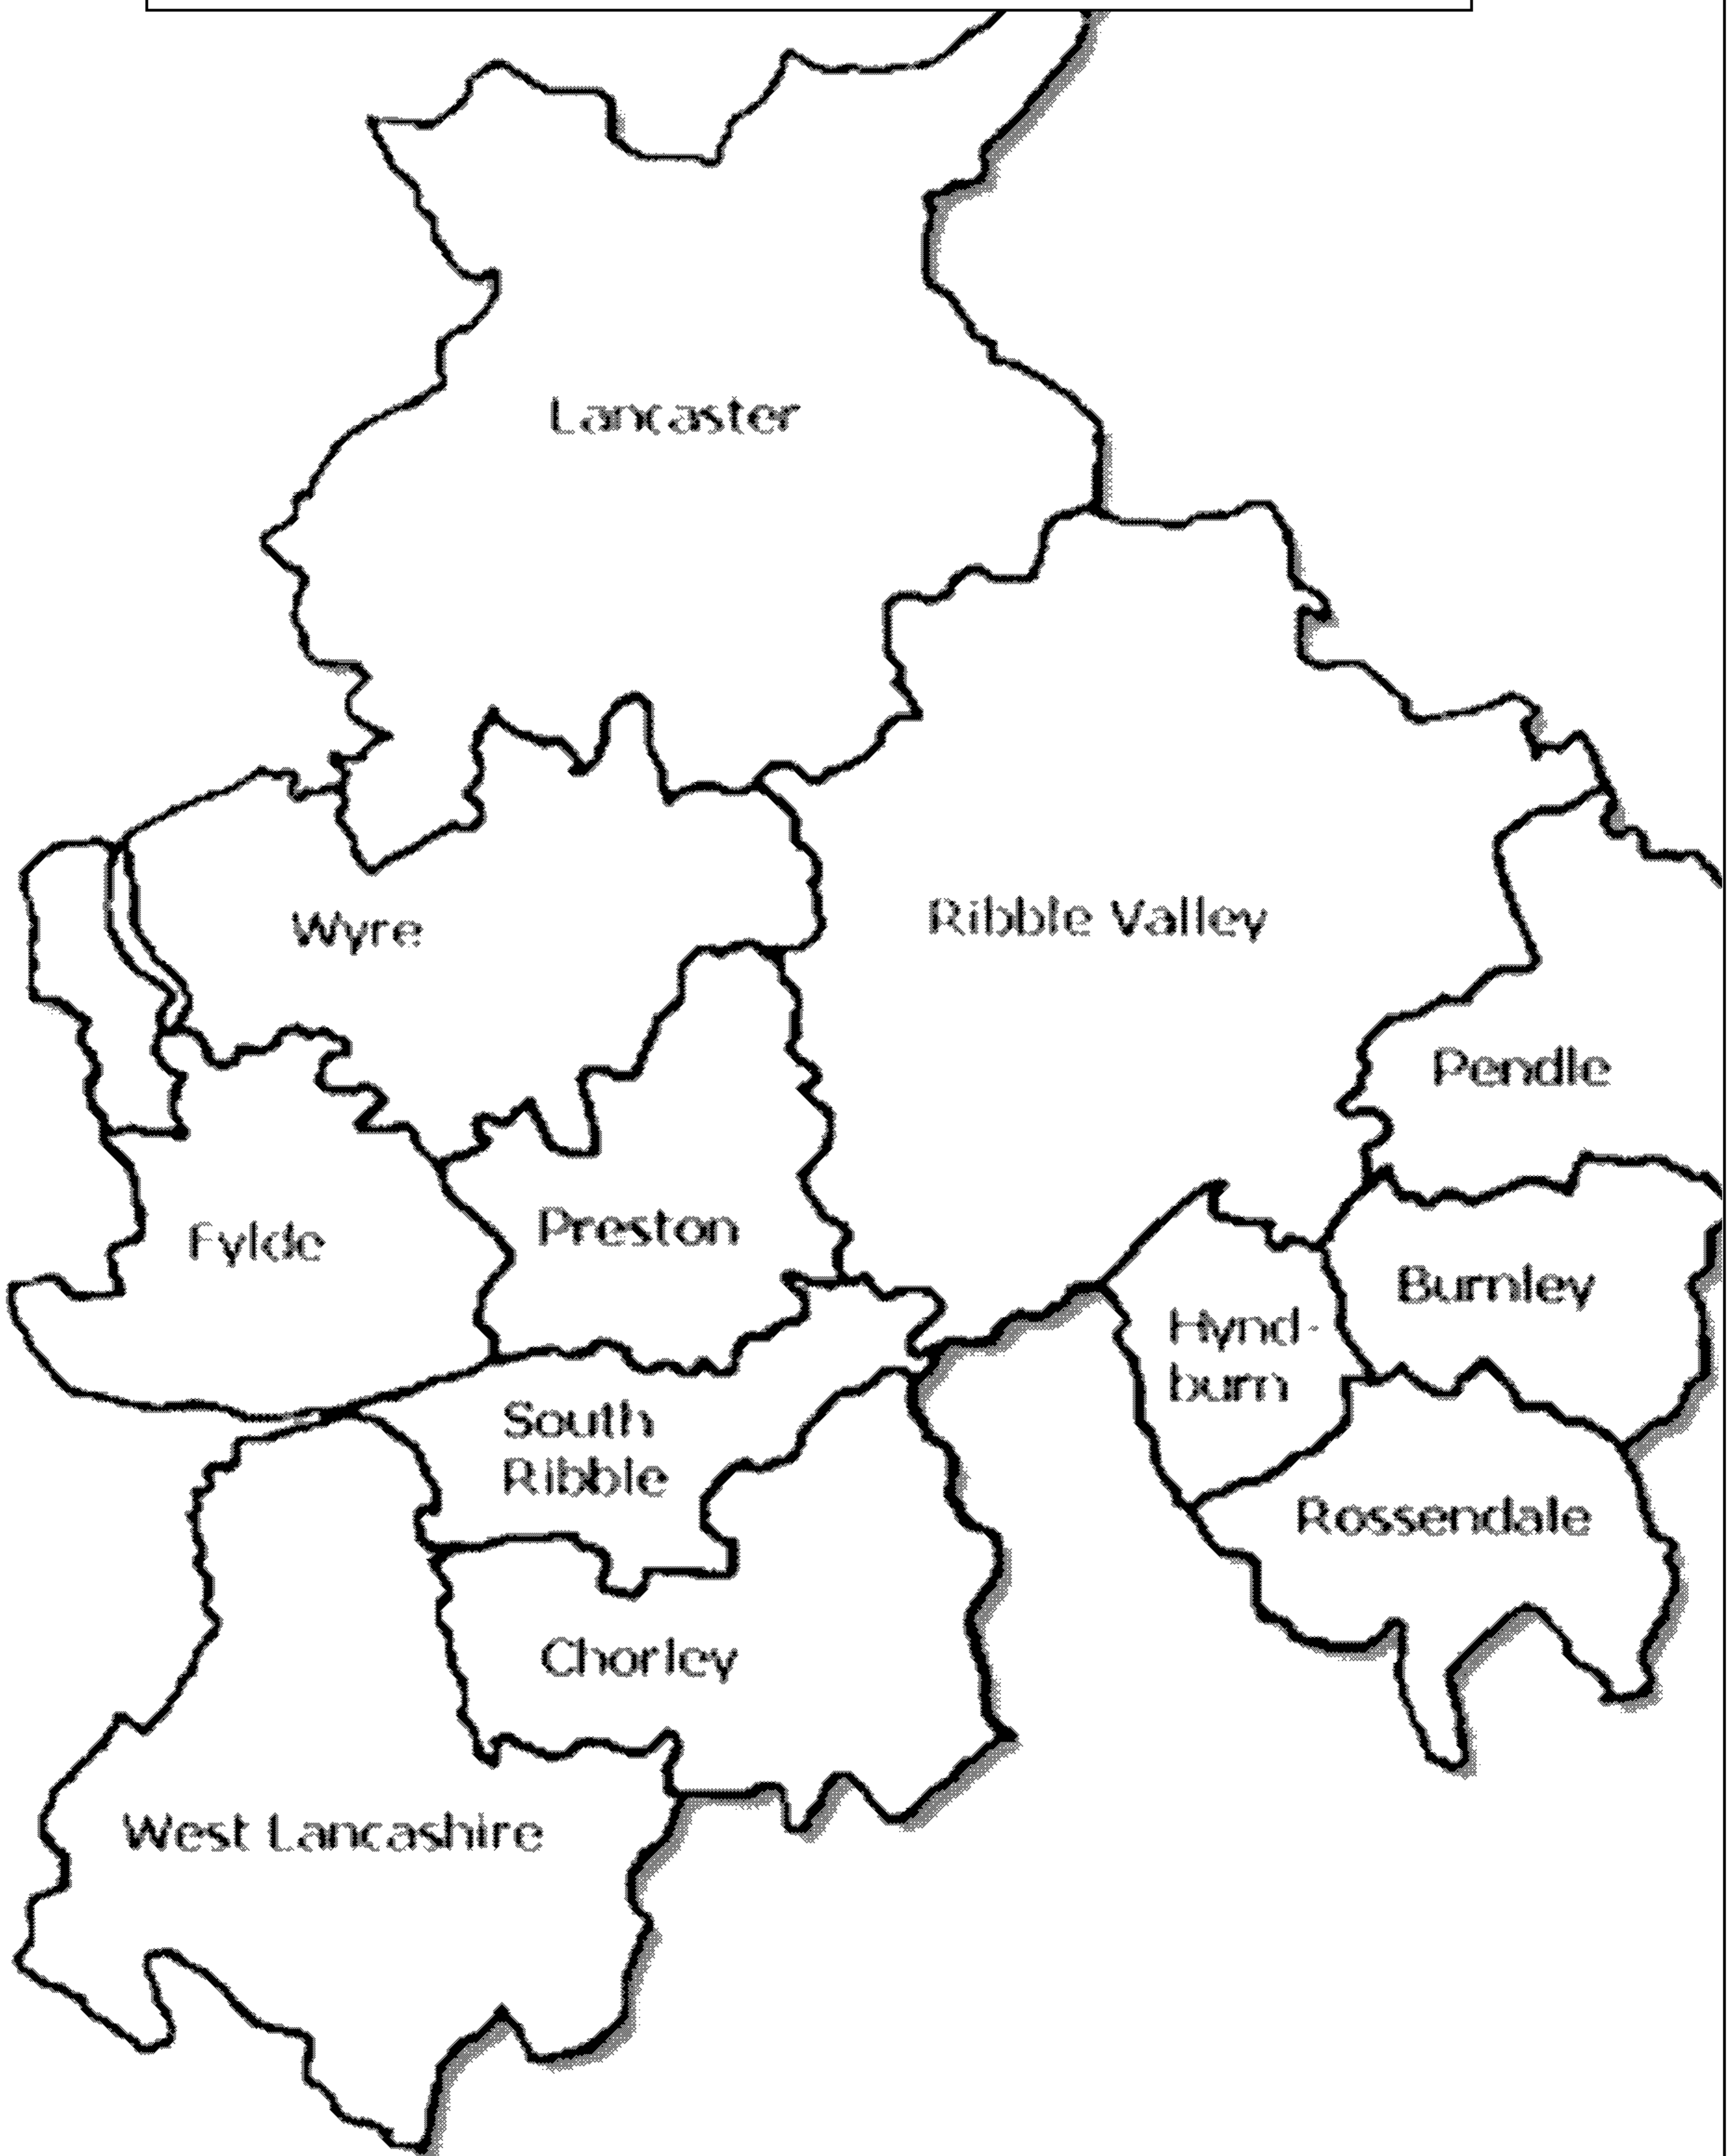 Lancaster
Wyre
Ribble Valley
Pendle
Fylde
Preston
Burnley
Hynd-
burn
South
Ribble
Rossendale
Chorley
West Lancashire